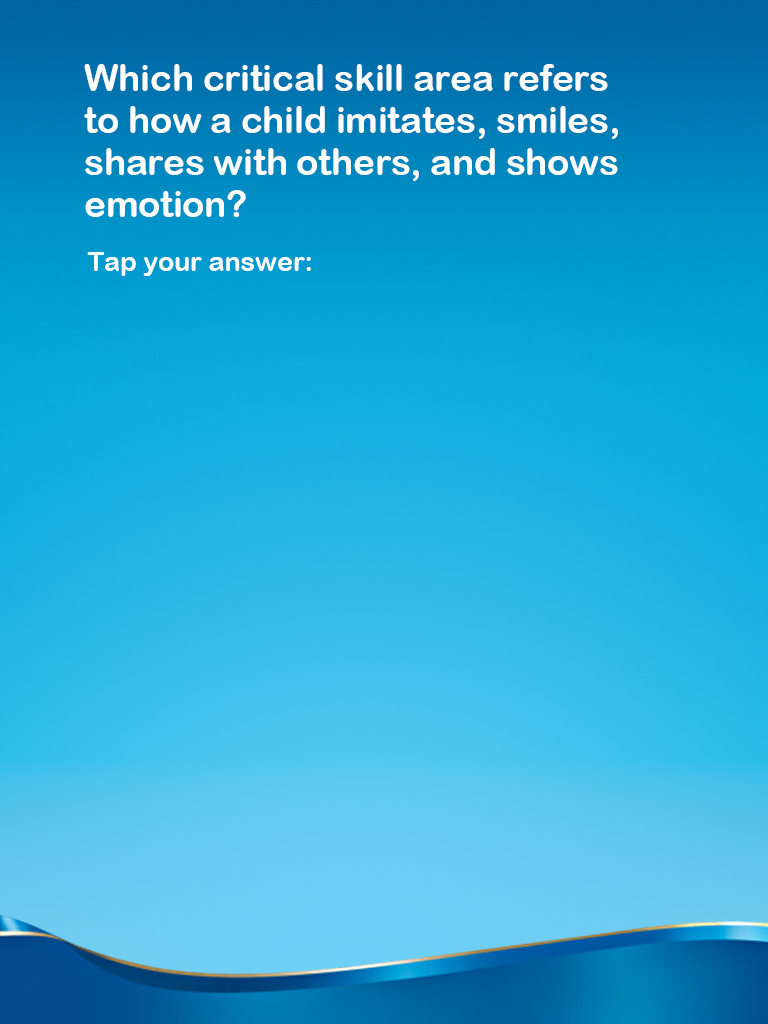 Which critical skill area refers
to how a child imitates, smiles,
shares with others, and shows
emotion?
Tap your answer: